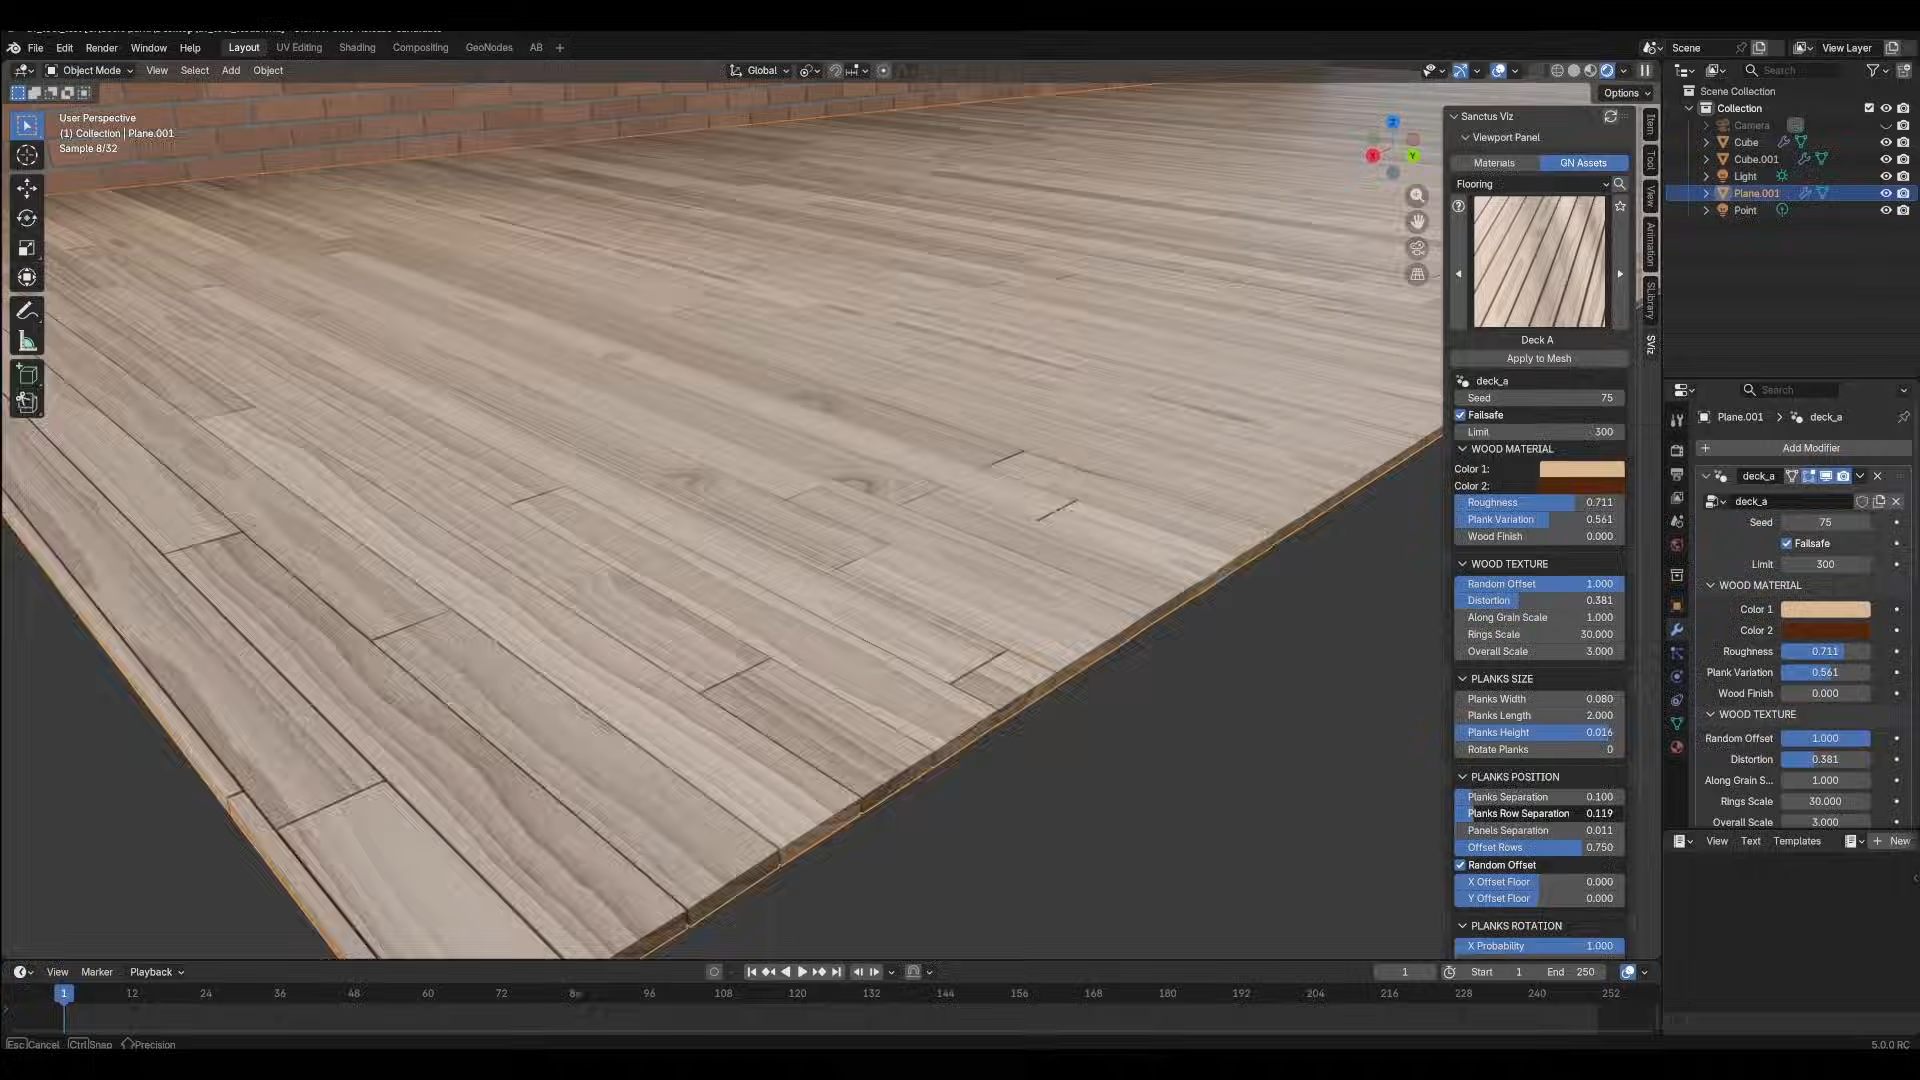 File Edit Render Window Help Layout UV Editing Shading Compositing GeoNodes AB + Scene View Layer
Object Mode View Select Add Object Global Search
Options
User Perspective
(1) Collection | Plane.001
Sample 8/32
Scene Collection
Collection
Camera
Cube
Cube.001
Light
Plane.001
Point
Sanctus Viz
Viewport Panel
Materials GN Assets
Flooring
Deck A
Apply to Mesh
deck_a
Seed 75
Failsafe
Limit 300
WOOD MATERIAL
Color 1:
Color 2:
Roughness 0.711
Plank Variation 0.561
Wood Finish 0.000
WOOD TEXTURE
Random Offset 1.000
Distortion 0.381
Along Grain Scale 1.000
Rings Scale 30.000
Overall Scale 3.000
PLANKS SIZE
Planks Width 0.080
Planks Length 2.000
Planks Height 0.016
Rotate Planks 0
PLANKS POSITION
Planks Separation 0.100
Planks Row Separation 0.119
Panels Separation 0.011
Offset Rows 0.750
Random Offset
X Offset Floor 0.000
Y Offset Floor 0.000
PLANKS ROTATION
X Probability 1.000
Item
Tool
View
Animation
SLibrary
SViz
X
Y
Z
Search
Plane.001 > deck_a
+ Add Modifier
deck_a
deck_a
Seed 75
Failsafe
Limit 300
WOOD MATERIAL
Color 1
Color 2
Roughness 0.711
Plank Variation 0.561
Wood Finish 0.000
WOOD TEXTURE
Random Offset 1.000
Distortion 0.381
Along Grain S... 1.000
Rings Scale 30.000
Overall Scale 3.000
View Text Templates + New
View Marker Playback 1 Start 1 End 250
1 12 24 36 48 60 72 96 108 120 132 144 156 168 180 192 204 216 228 240 252
Esc Cancel Ctrl Snap Precision 5.0.0 RC